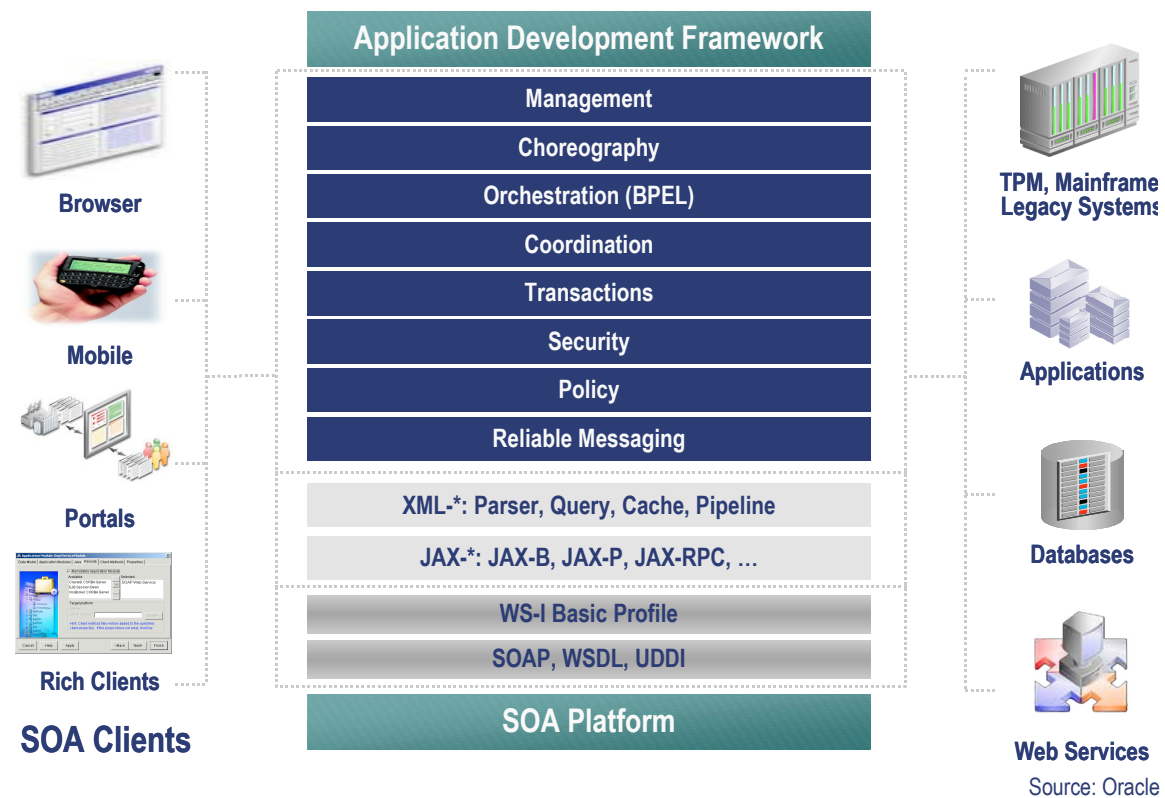 Application Development Framework
Management
Choreography
Orchestration (BPEL)
Coordination
Transactions
Security
Policy
Reliable Messaging
XML-*: Parser, Query, Cache, Pipeline
JAX-*: JAX-B, JAX-P, JAX-RPC, …
WS-I Basic Profile
SOAP, WSDL, UDDI
SOA Platform
Browser
Mobile
Portals
Rich Clients
SOA Clients
TPM, Mainframe
Legacy Systems
Applications
Databases
Web Services
Source: Oracle